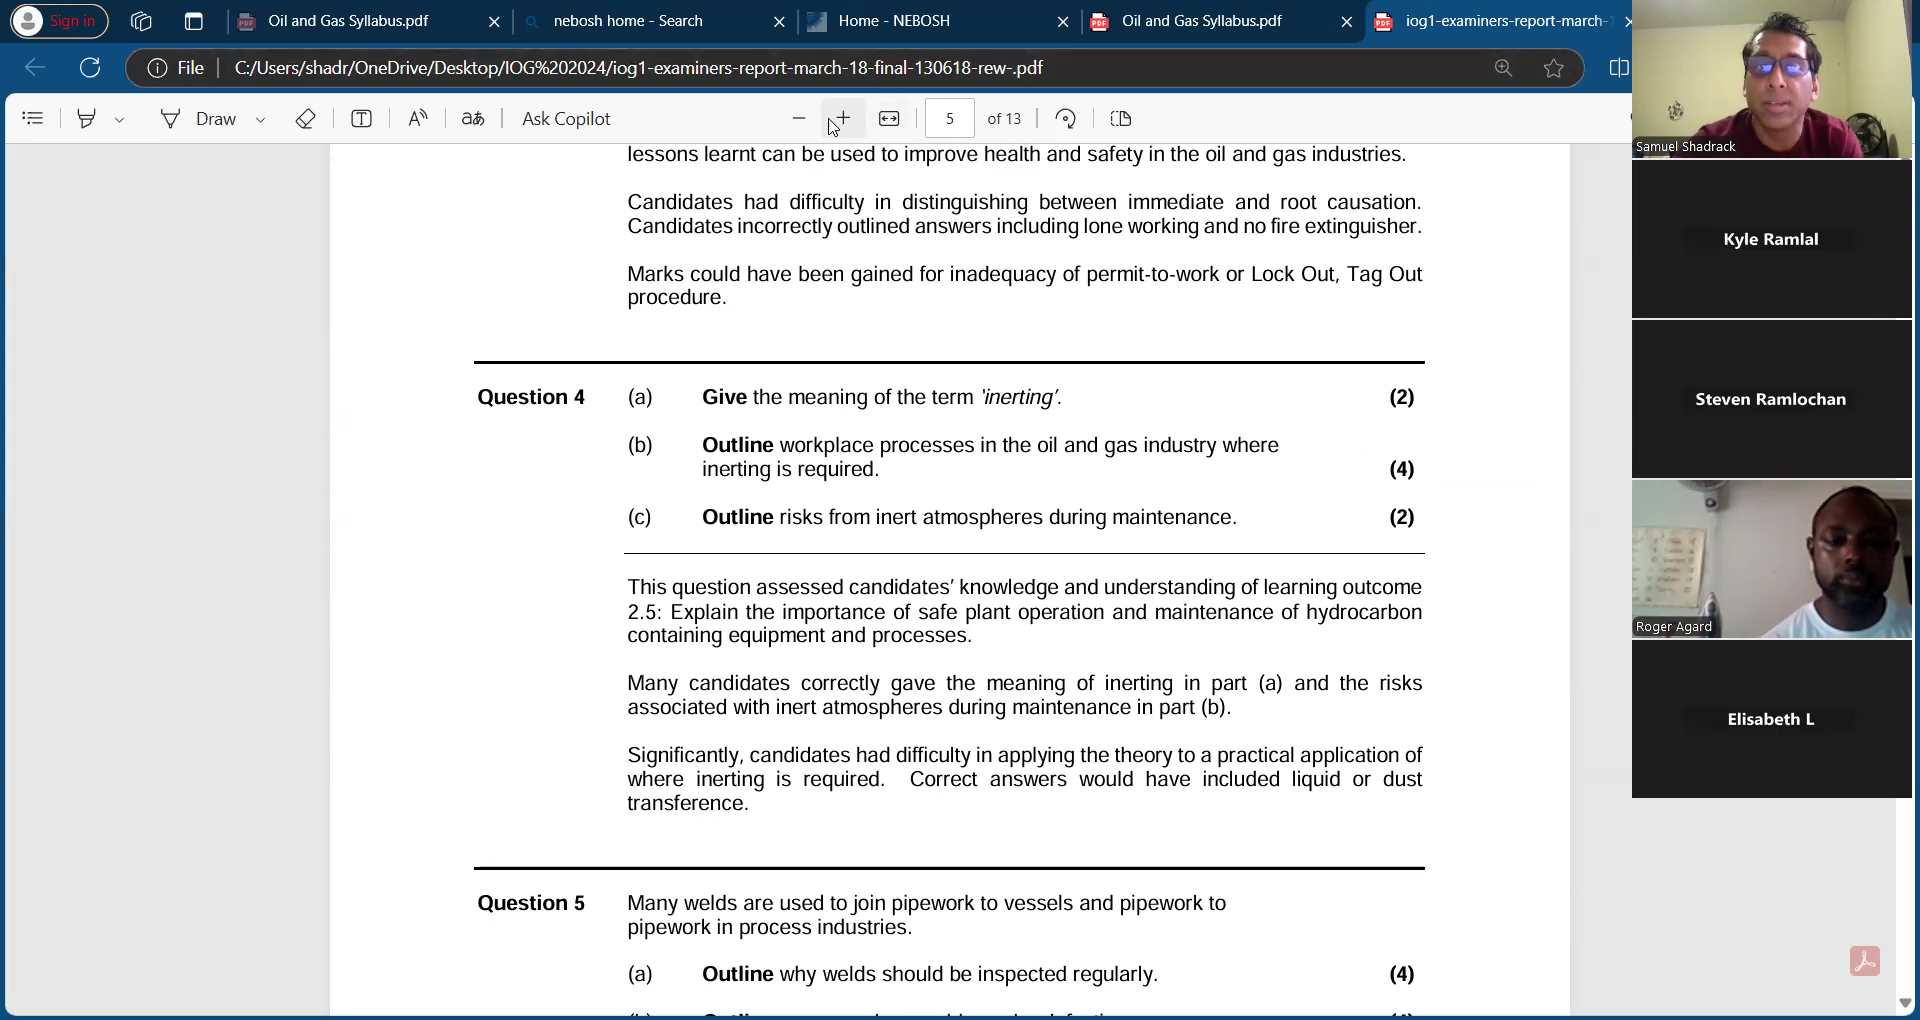 Sign in
Oil and Gas Syllabus.pdf
nebosh home - Search
Home - NEBOSH
Oil and Gas Syllabus.pdf
iog1-examiners-report-march-
File
C:/Users/shadr/OneDrive/Desktop/IOG%202024/iog1-examiners-report-march-18-final-130618-rew-.pdf
Draw
Ask Copilot
5 of 13
lessons learnt can be used to improve health and safety in the oil and gas industries.
Candidates had difficulty in distinguishing between immediate and root causation.
Candidates incorrectly outlined answers including lone working and no fire extinguisher.
Marks could have been gained for inadequacy of permit-to-work or Lock Out, Tag Out
procedure.
Question 4 (a) Give the meaning of the term ‘inerting’. (2)
(b) Outline workplace processes in the oil and gas industry where
inerting is required. (4)
(c) Outline risks from inert atmospheres during maintenance. (2)
This question assessed candidates’ knowledge and understanding of learning outcome
2.5: Explain the importance of safe plant operation and maintenance of hydrocarbon
containing equipment and processes.
Many candidates correctly gave the meaning of inerting in part (a) and the risks
associated with inert atmospheres during maintenance in part (b).
Significantly, candidates had difficulty in applying the theory to a practical application of
where inerting is required. Correct answers would have included liquid or dust
transference.
Question 5 Many welds are used to join pipework to vessels and pipework to
pipework in process industries.
(a) Outline why welds should be inspected regularly. (4)
Samuel Shadrack
Kyle Ramlal
Steven Ramlochan
Roger Agard
Elisabeth L